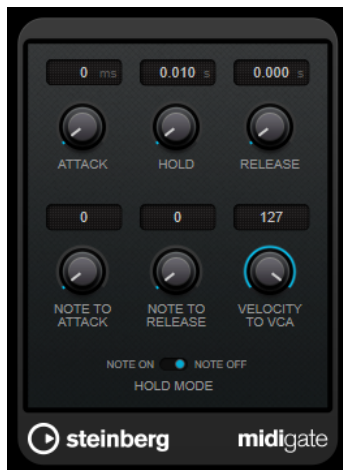 0 ms 0.010 s 0.000 s
ATTACK HOLD RELEASE
0 0 127
NOTE TO NOTE TO VELOCITY
ATTACK RELEASE TO VCA
NOTE ON NOTE OFF
HOLD MODE
steinberg midigate